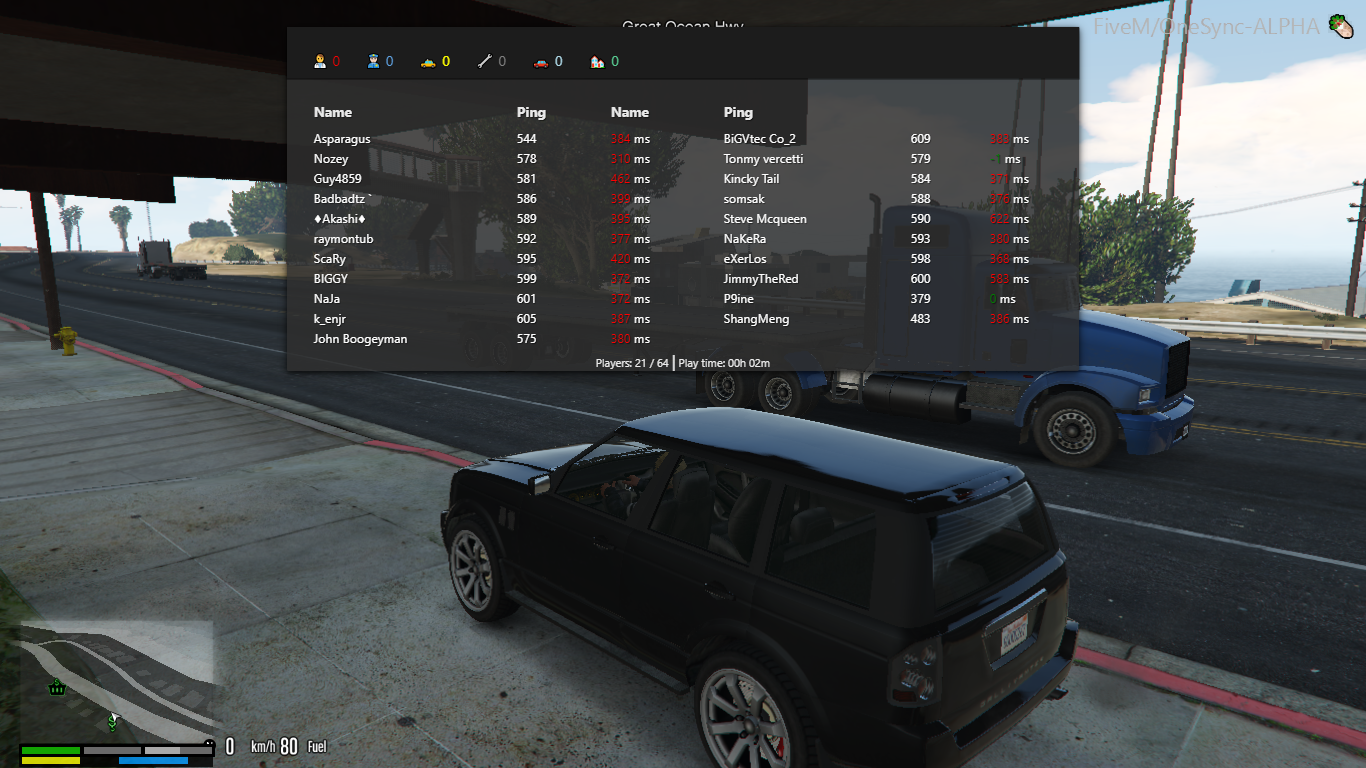 Great Ocean Hwy
FiveM/OneSync-ALPHA
0 0 0 0 0 0
Name Ping Name Ping
Asparagus 544 384 ms BiGVtec Co_2 609 383 ms
Nozey 578 310 ms Tonmy vercetti 579 -1 ms
Guy4859 581 462 ms Kincky Tail 584 371 ms
Badbadtz` 586 399 ms somsak 588 376 ms
♦Akashi♦ 589 395 ms Steve Mcqueen 590 622 ms
raymontub 592 377 ms NaKeRa 593 380 ms
ScaRy 595 420 ms eXerLos 598 368 ms
BIGGY 599 372 ms JimmyTheRed 600 583 ms
NaJa 601 372 ms P9ine 379 0 ms
k_enjr 605 387 ms ShangMeng 483 386 ms
John Boogeyman 575 380 ms
Players: 21 / 64 | Play time: 00h 02m
0 km/h 80 Fuel